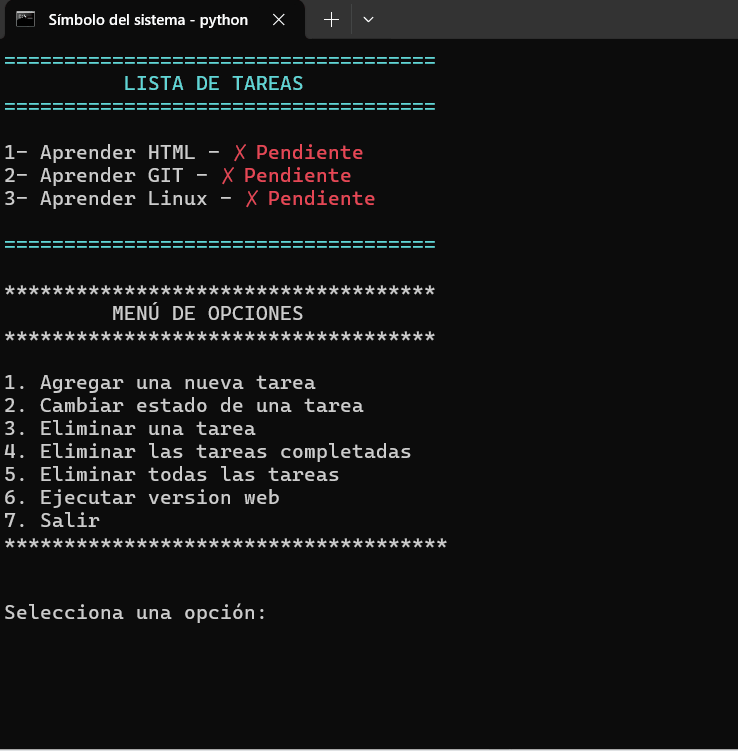 Símbolo del sistema - python
====================================
LISTA DE TAREAS
====================================
1- Aprender HTML - ✗ Pendiente
2- Aprender GIT - ✗ Pendiente
3- Aprender Linux - ✗ Pendiente
====================================
************************************
MENÚ DE OPCIONES
************************************
1. Agregar una nueva tarea
2. Cambiar estado de una tarea
3. Eliminar una tarea
4. Eliminar las tareas completadas
5. Eliminar todas las tareas
6. Ejecutar version web
7. Salir
*************************************
Selecciona una opción: